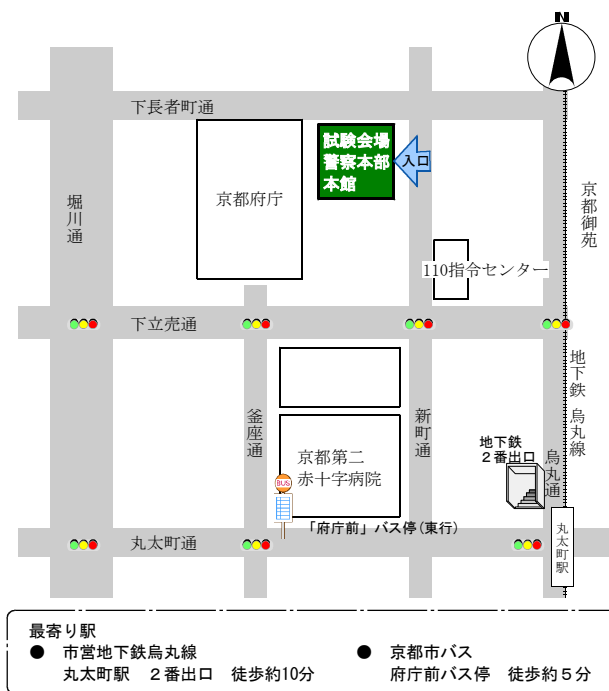 N
下長者町通
試験会場
警察本部
本館
入口
京都府庁
堀川通
京都御苑
110指令センター
下立売通
地下鉄 烏丸線
釜座通
新町通
地下鉄
2番出口
烏丸通
京都第二
赤十字病院
BUS
「府庁前」バス停(東行)
丸太町通
丸太町駅
最寄り駅
● 市営地下鉄烏丸線
丸太町駅 2番出口 徒歩約10分
● 京都市バス
府庁前バス停 徒歩約5分